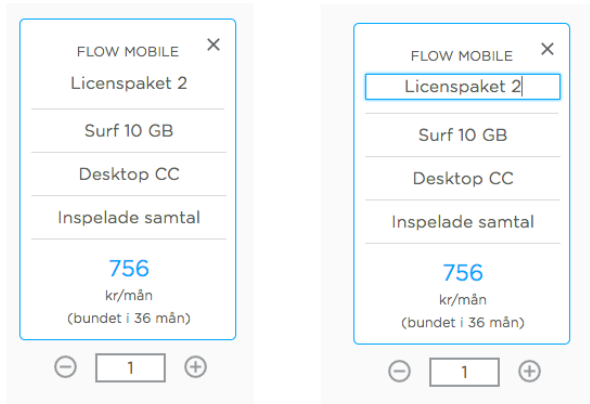 FLOW MOBILE
Licenspaket 2
Surf 10 GB
Desktop CC
Inspelade samtal
756
kr/mån
(bundet i 36 mån)
1
FLOW MOBILE
Licenspaket 2
Surf 10 GB
Desktop CC
Inspelade samtal
756
kr/mån
(bundet i 36 mån)
1